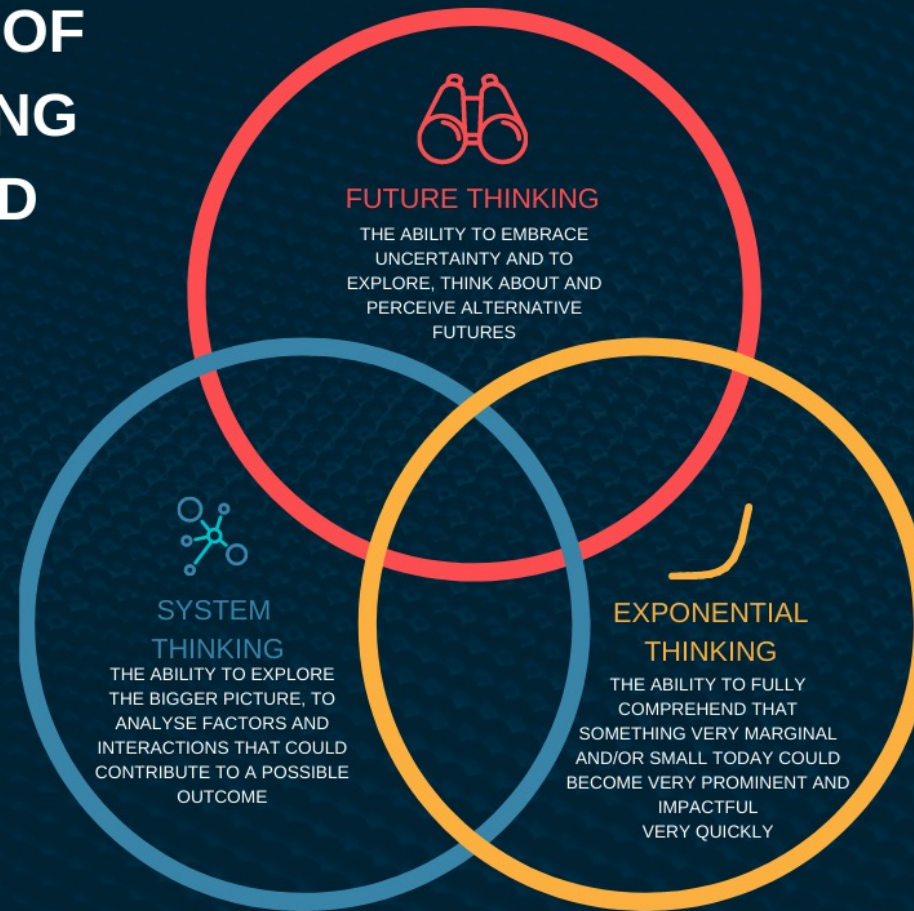 OF
NG
D
FUTURE THINKING
THE ABILITY TO EMBRACE
UNCERTAINTY AND TO
EXPLORE, THINK ABOUT AND
PERCEIVE ALTERNATIVE
FUTURES
SYSTEM
THINKING
THE ABILITY TO EXPLORE
THE BIGGER PICTURE, TO
ANALYSE FACTORS AND
INTERACTIONS THAT COULD
CONTRIBUTE TO A POSSIBLE
OUTCOME
EXPONENTIAL
THINKING
THE ABILITY TO FULLY
COMPREHEND THAT
SOMETHING VERY MARGINAL
AND/OR SMALL TODAY COULD
BECOME VERY PROMINENT AND
IMPACTFUL
VERY QUICKLY